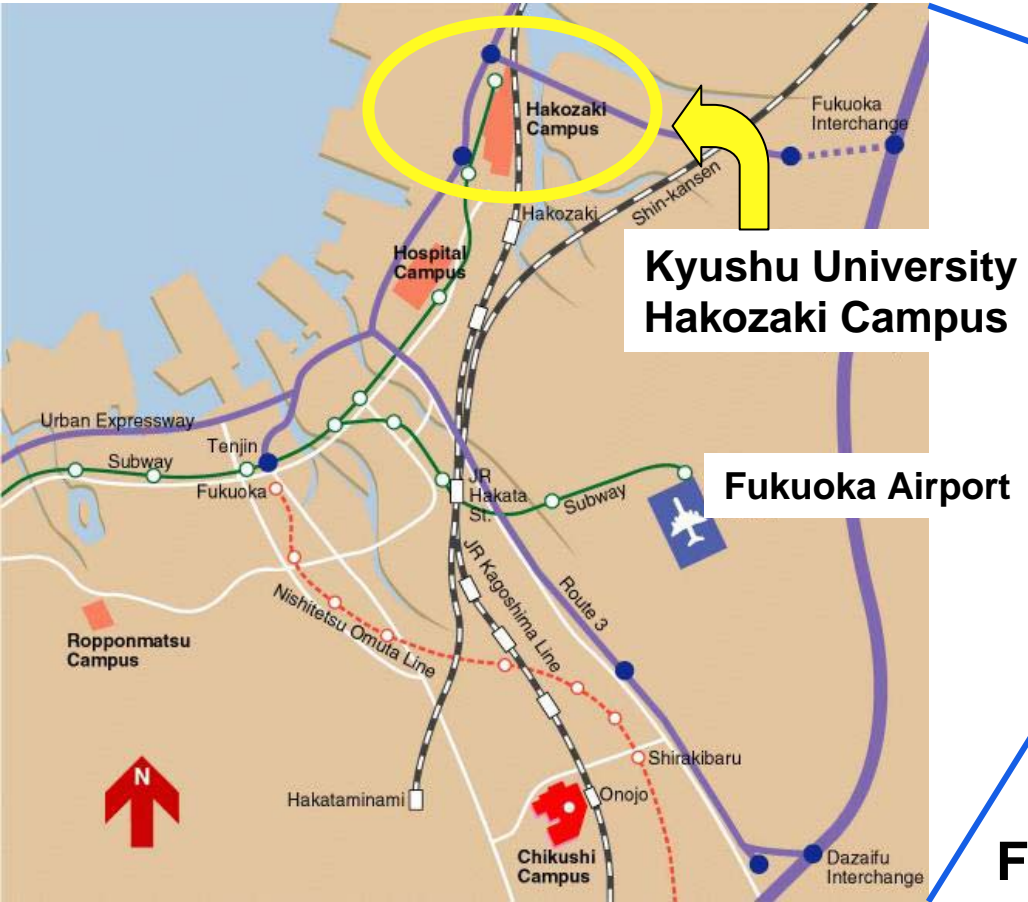 Hakozaki
Campus
Fukuoka
Interchange
Shin-kansen
Hakozaki
Hospital
Campus
Kyushu University
Hakozaki Campus
Urban Expressway
Tenjin
Subway
Fukuoka
JR
Hakata
St.
Subway
Fukuoka Airport
JR Kagoshima Line
Route 3
Nishitetsu Omuta Line
Ropponmatsu
Campus
N
Shirakibaru
Hakataminami
Onojo
Chikushi
Campus
Dazaifu
Interchange
F